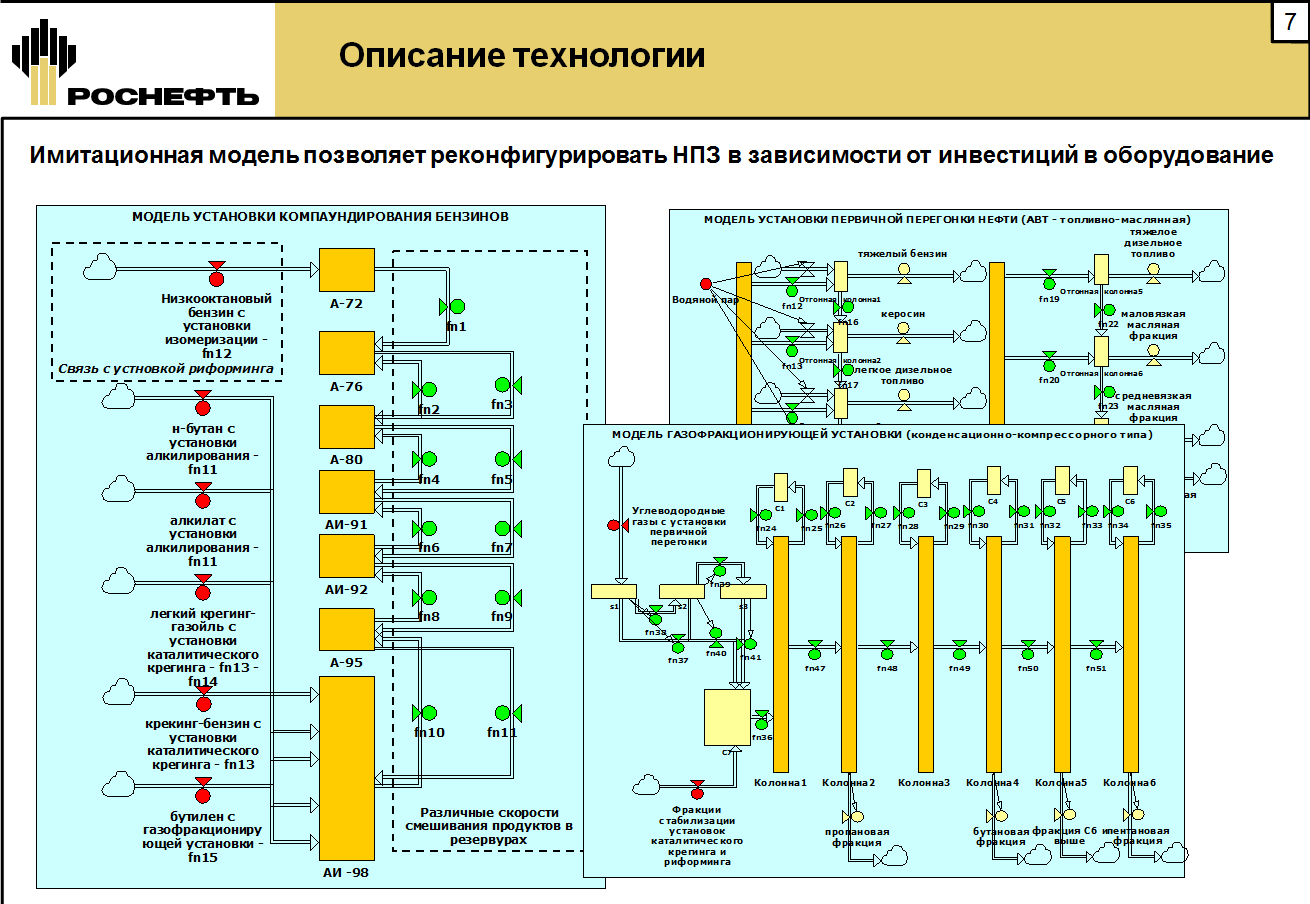 7
Описание технологии
РОСНЕФТЬ
Имитационная модель позволяет реконфигурировать НПЗ в зависимости от инвестиций в оборудование
МОДЕЛЬ УСТАНОВКИ КОМПАУНДИРОВАНИЯ БЕНЗИНОВ
Низкооктановый
бензин с
установки
изомеризации -
fn12
Связь с устновкой риформинга
н-бутан с
установки
алкилирования -
fn11
алкилат с
установки
алкилирования -
fn11
легкий крегинг-
газойль с
установки
каталитического
крегинга - fn13 -
fn14
крекинг-бензин с
установки
каталитического
крегинга - fn13
бутилен с
газофракциониру
ющей установки -
fn15
А-72
А-76
А-80
АИ-91
АИ-92
А-95
АИ -98
fn1
fn2
fn3
fn4
fn5
fn6
fn7
fn8
fn9
fn10
fn11
Различные скорости
смешивания продуктов в
резервурах
МОДЕЛЬ УСТАНОВКИ ПЕРВИЧНОЙ ПЕРЕГОНКИ НЕФТИ (АВТ - топливно-маслянная)
Водяной пар
тяжелый бензин
fn12
Отгонная колонна1
fn16
керосин
fn13
Отгонная колонна2
fn17
легкое дизельное
топливо
тяжелое
дизельное
топливо
fn19
Отгонная колонна5
fn22
маловязкая
масляная
фракция
fn20
Отгонная колонна6
fn23
средневязкая
масляная
фракция
ая
МОДЕЛЬ ГАЗОФРАКЦИОНИРУЮЩЕЙ УСТАНОВКИ (конденсационно-компрессорного типа)
Углеводородные
газы с установки
первичной
перегонки
s1
s2
s3
fn38
fn39
fn37
fn40
fn41
C7
fn36
Фракции
стабилизации
установок
каталитического
крегинга и
риформинга
C1
C2
C3
C4
C5
C6
fn24
fn25
fn26
fn27
fn28
fn29
fn30
fn31
fn32
fn33
fn34
fn35
fn47
fn48
fn49
fn50
fn51
Колонна1
Колонна2
Колонна3
Колонна4
Колонна5
Колонна6
пропановая
фракция
бутановая
фракция
фракция С6
выше
ипентановая
фракция